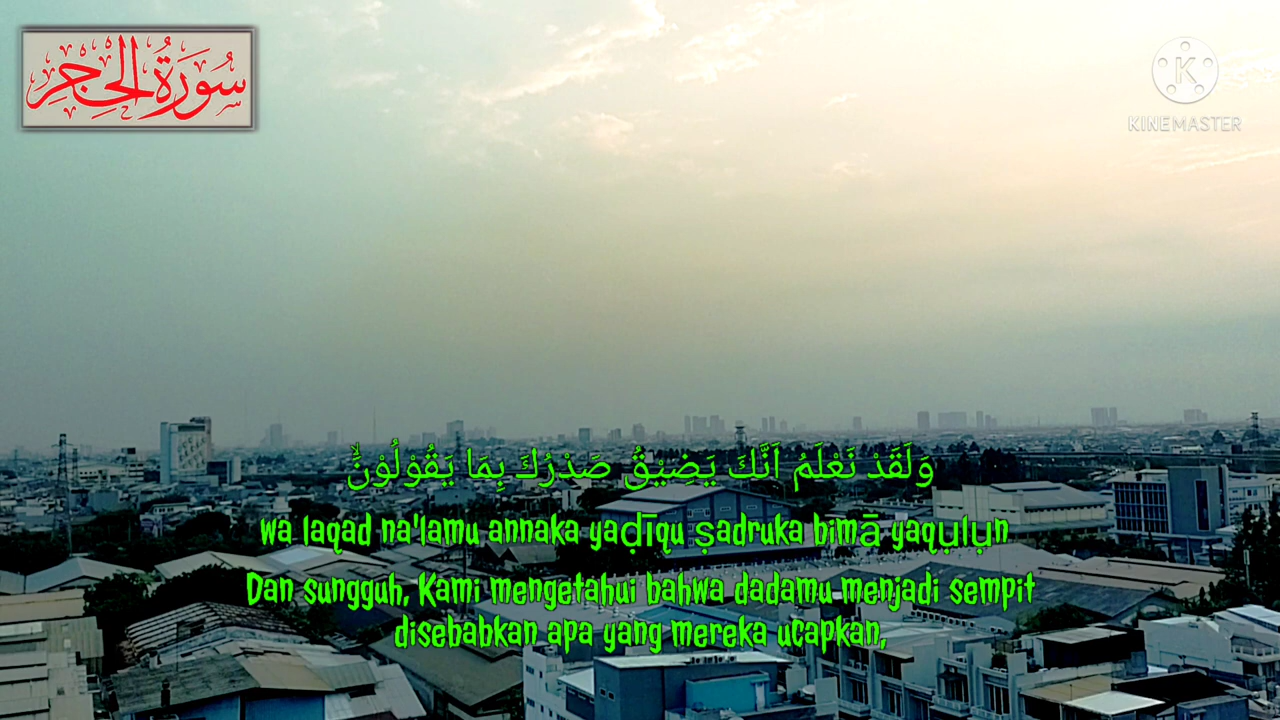 سُورَةُ الحِجرِ
KINEMASTER
وَلَقَدْ نَعْلَمُ اَنَّكَ يَضِيْقُ صَدْرُكَ بِمَا يَقُوْلُوْنَۙ
wa laqad na'lamu annaka yaḍīqu ṣadruka bimā yaqụlụn
Dan sungguh, Kami mengetahui bahwa dadamu menjadi sempit
disebabkan apa yang mereka ucapkan,